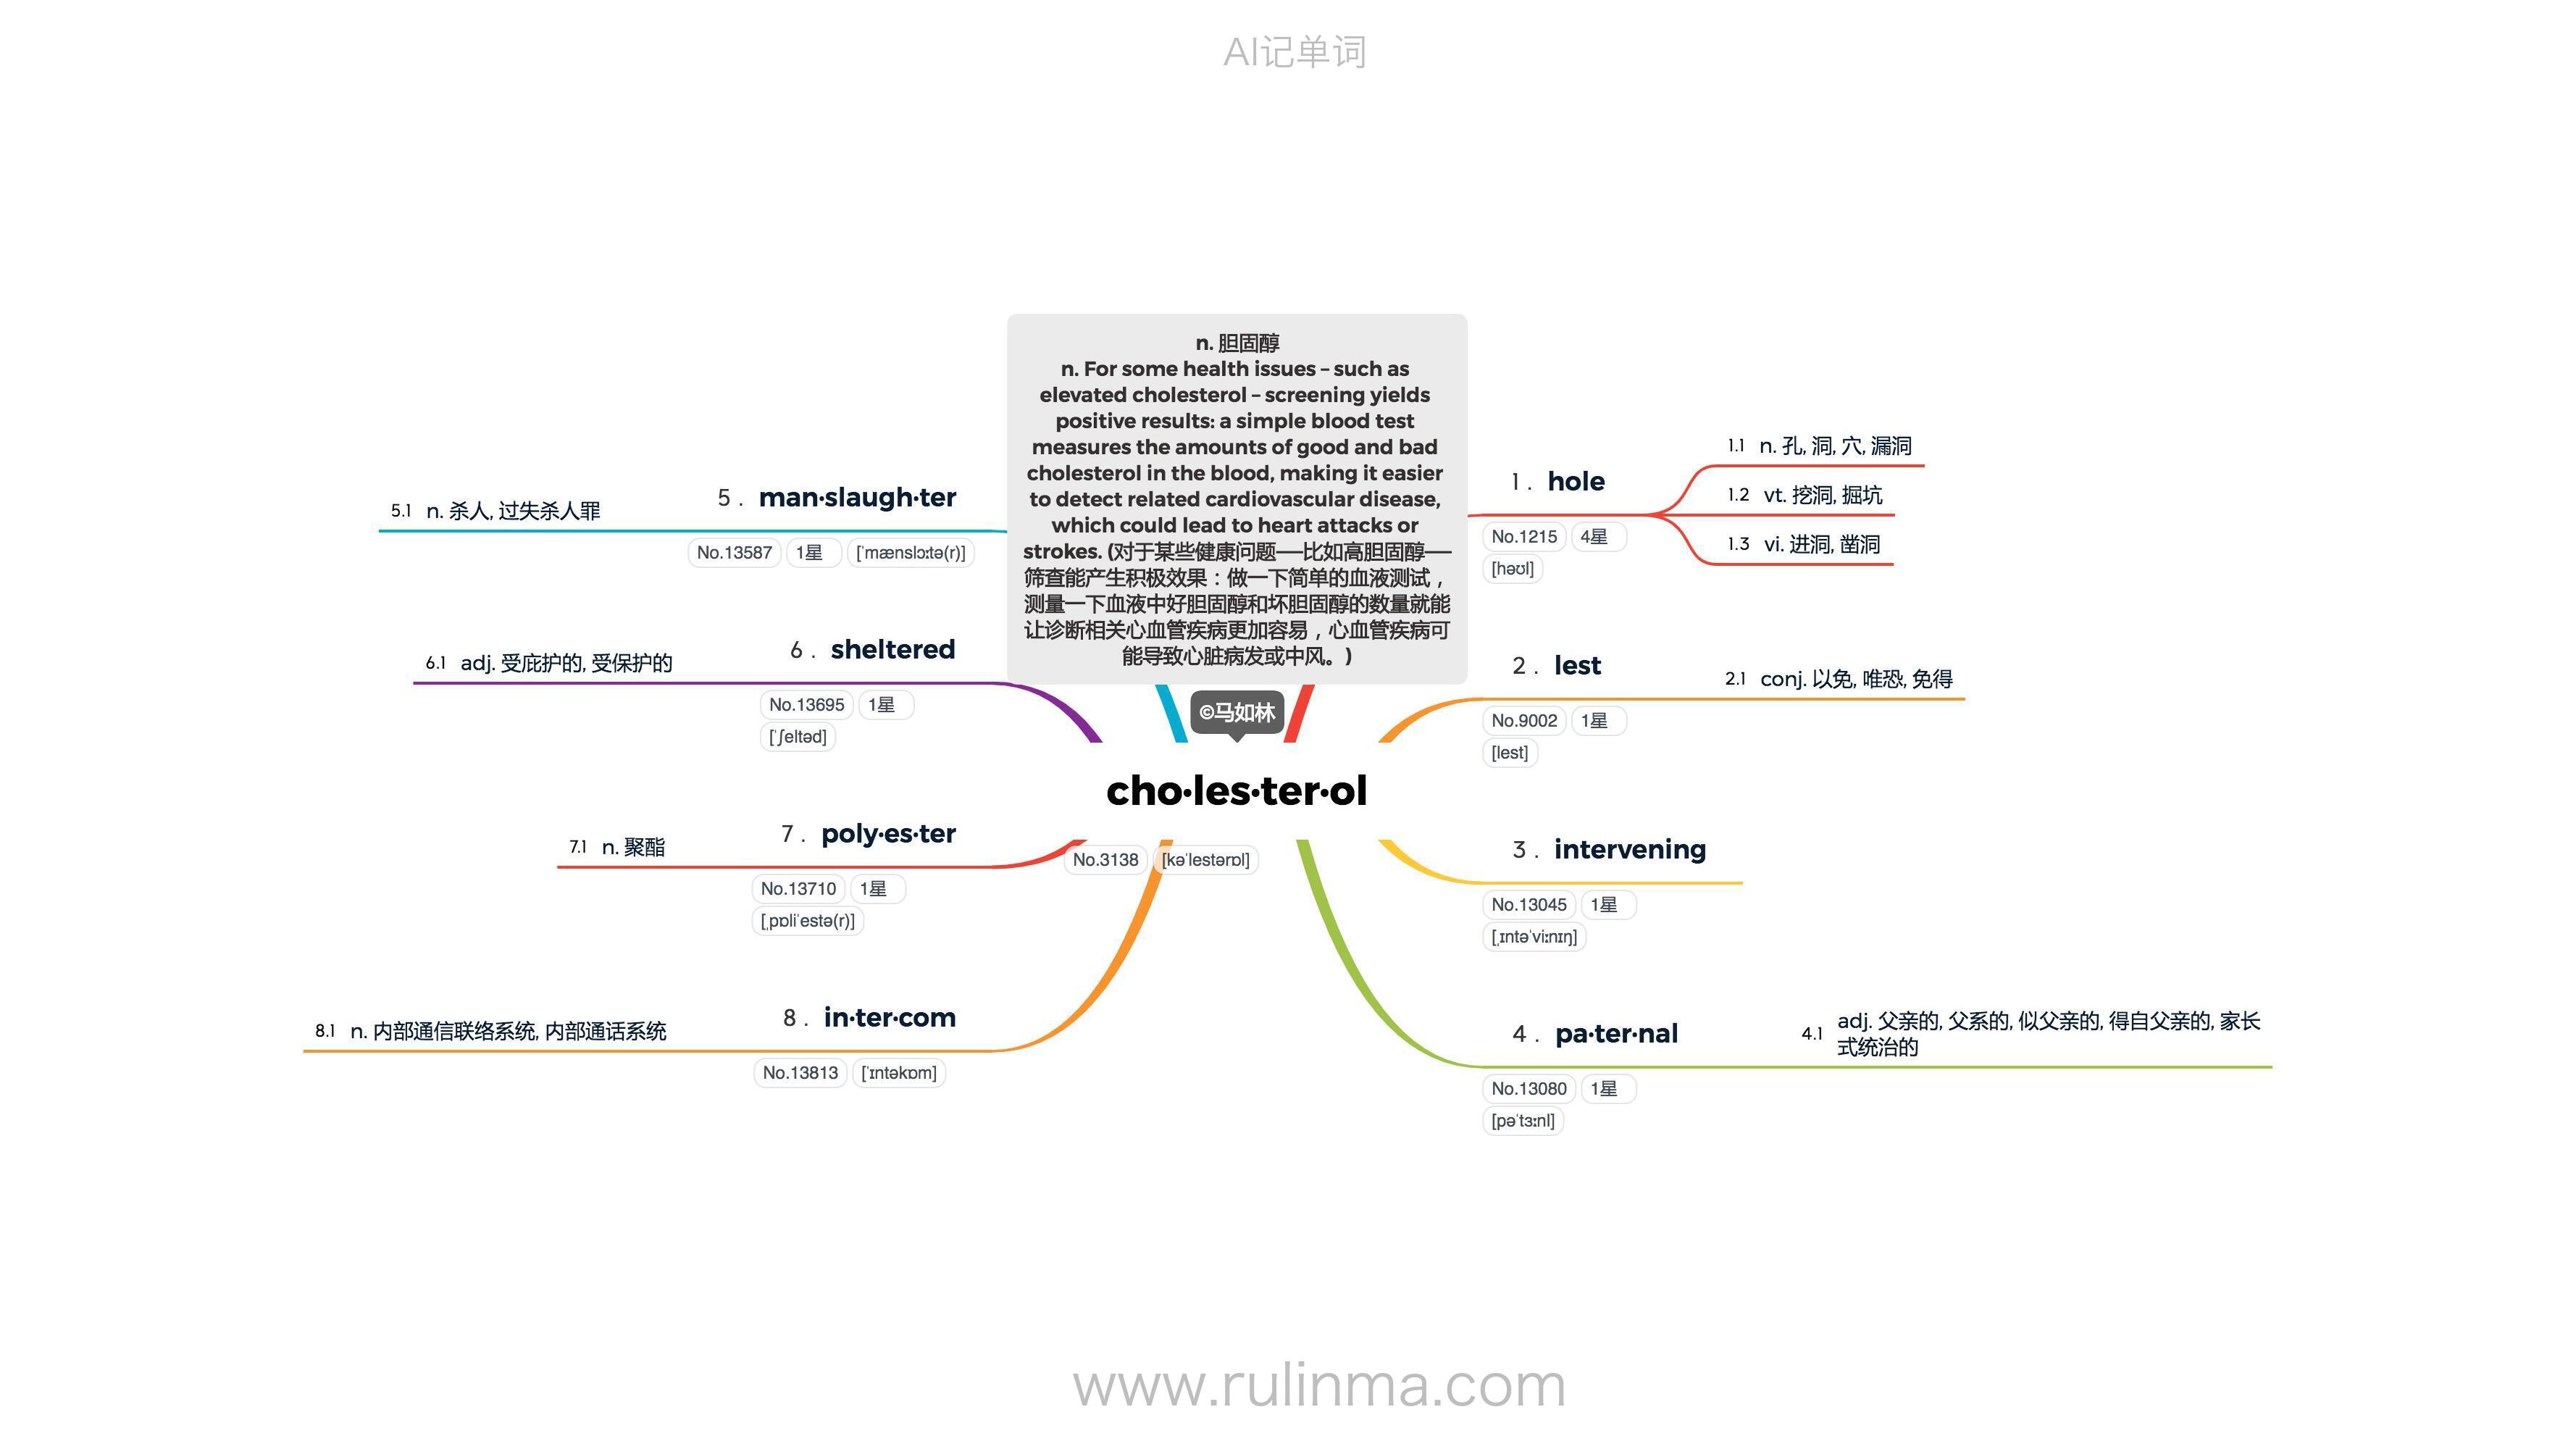 AI记单词
n. 胆固醇
n. For some health issues – such as
elevated cholesterol – screening yields
positive results: a simple blood test
measures the amounts of good and bad
cholesterol in the blood, making it easier
to detect related cardiovascular disease,
which could lead to heart attacks or
strokes. (对于某些健康问题——比如高胆固醇——
筛查能产生积极效果：做一下简单的血液测试，
测量一下血液中好胆固醇和坏胆固醇的数量就能
让诊断相关心血管疾病更加容易，心血管疾病可
能导致心脏病发或中风。)
©马如林
cho·les·ter·ol
No.3138 [kəˈlestərɒl]
1 . hole
No.1215 4星
[həʊl]
1.1 n. 孔, 洞, 穴, 漏洞
1.2 vt. 挖洞, 掘坑
1.3 vi. 进洞, 凿洞
2 . lest
No.9002 1星
[lest]
2.1 conj. 以免, 唯恐, 免得
3 . intervening
No.13045 1星
[ˌɪntəˈviːnɪŋ]
4 . pa·ter·nal
No.13080 1星
[pəˈtɜːnl]
4.1 adj. 父亲的, 父系的, 似父亲的, 得自父亲的, 家长
式统治的
5 . man·slaugh·ter
No.13587 1星 [ˈmænslɔːtə(r)]
5.1 n. 杀人, 过失杀人罪
6 . sheltered
No.13695 1星
[ˈʃeltəd]
6.1 adj. 受庇护的, 受保护的
7 . poly·es·ter
No.13710 1星
[ˌpɒliˈestə(r)]
7.1 n. 聚酯
8 . in·ter·com
No.13813 [ˈɪntəkɒm]
8.1 n. 内部通信联络系统, 内部通话系统
www.rulinma.com